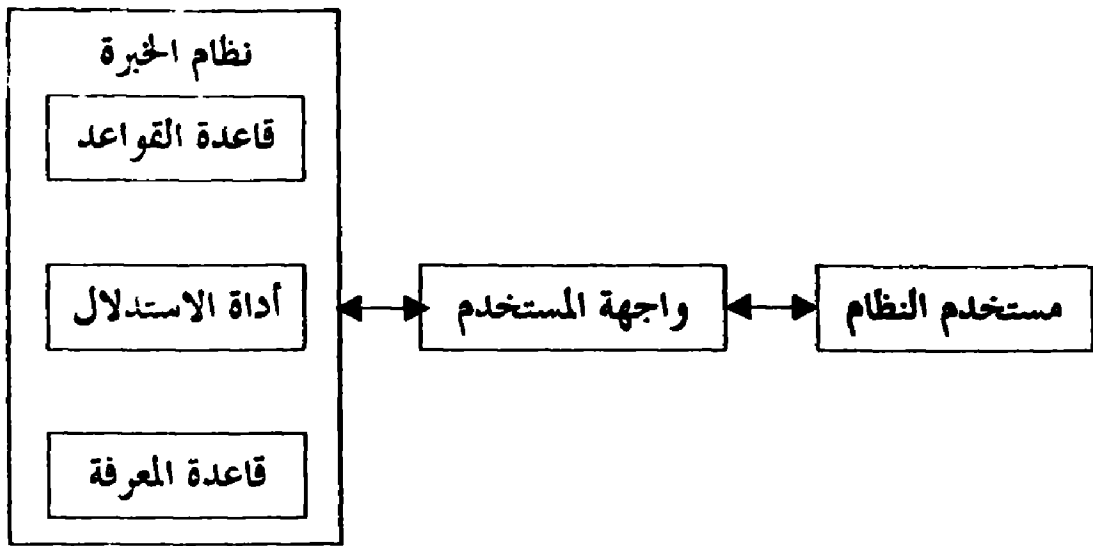 نظام الخبرة
قاعدة القواعد
أداة الاستدلال
واجهة المستخدم
مستخدم النظام
قاعدة المعرفة